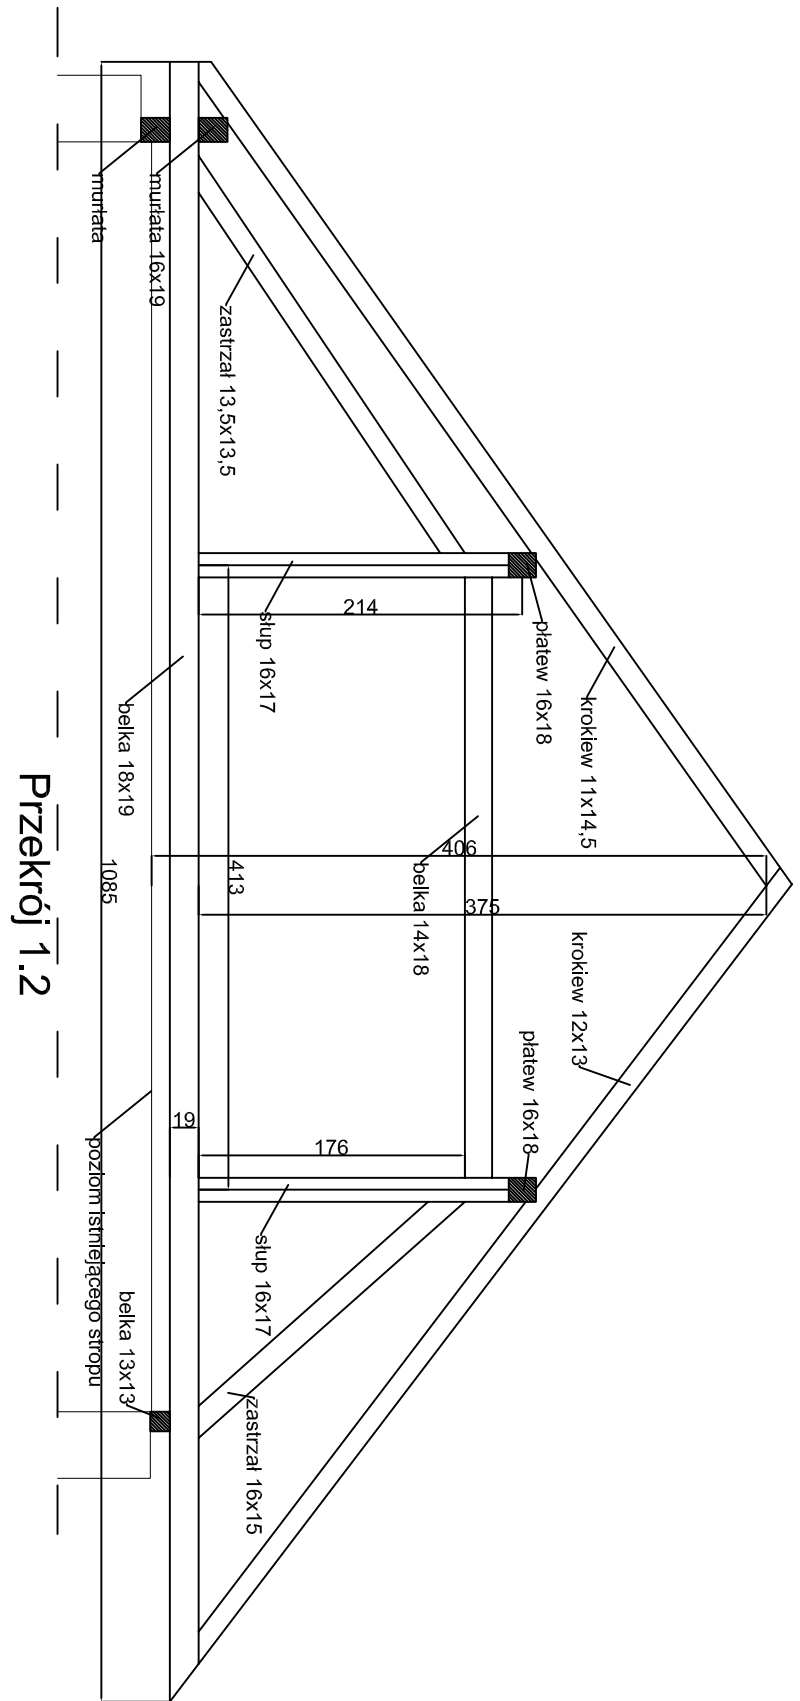 krokiew 11x14,5
krokiew 12x13
płatew 16x18
płatew 16x18
406
375
belka 14x18
214
176
zastrzał 13,5x13,5
słup 16x17
413
słup 16x17
zastrzał 16x15
murłata 16x19
murłata
belka 18x19
19
belka 13x13
poziom istniejącego stropu
1085
Przekrój 1.2